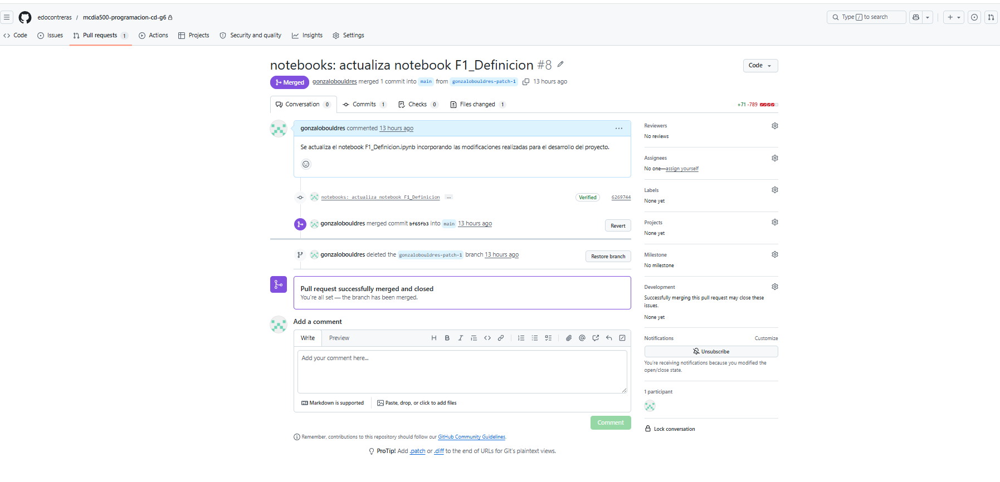 edocontreras / mcdia500-programacion-cd-g6
Type / to search
Code Issues Pull requests 1 Actions Projects Security and quality Insights Settings
notebooks: actualiza notebook F1_Definicion #8
Code
Merged gonzalobouldres merged 1 commit into main from gonzalobouldres-patch-1 13 hours ago
Conversation 0 Commits 1 Checks 0 Files changed 1
+71 -789
gonzalobouldres commented 13 hours ago
Se actualiza el notebook F1_Definicion.ipynb incorporando las modificaciones realizadas para el desarrollo del proyecto.
notebooks: actualiza notebook F1_Definicion ... Verified 6269744
gonzalobouldres merged commit bf65fb3 into main 13 hours ago
Revert
gonzalobouldres deleted the gonzalobouldres-patch-1 branch 13 hours ago
Restore branch
Pull request successfully merged and closed
You're all set — the branch has been merged.
Add a comment
Write Preview
Add your comment here...
Markdown is supported Paste, drop, or click to add files
Comment
Remember, contributions to this repository should follow our GitHub Community Guidelines.
ProTip! Add .patch or .diff to the end of URLs for Git's plaintext views.
Reviewers
No reviews
Assignees
No one—assign yourself
Labels
None yet
Projects
None yet
Milestone
No milestone
Development
Successfully merging this pull request may close these
issues.
None yet
Notifications Customize
Unsubscribe
You're receiving notifications because you modified the
open/close state.
1 participant
Lock conversation